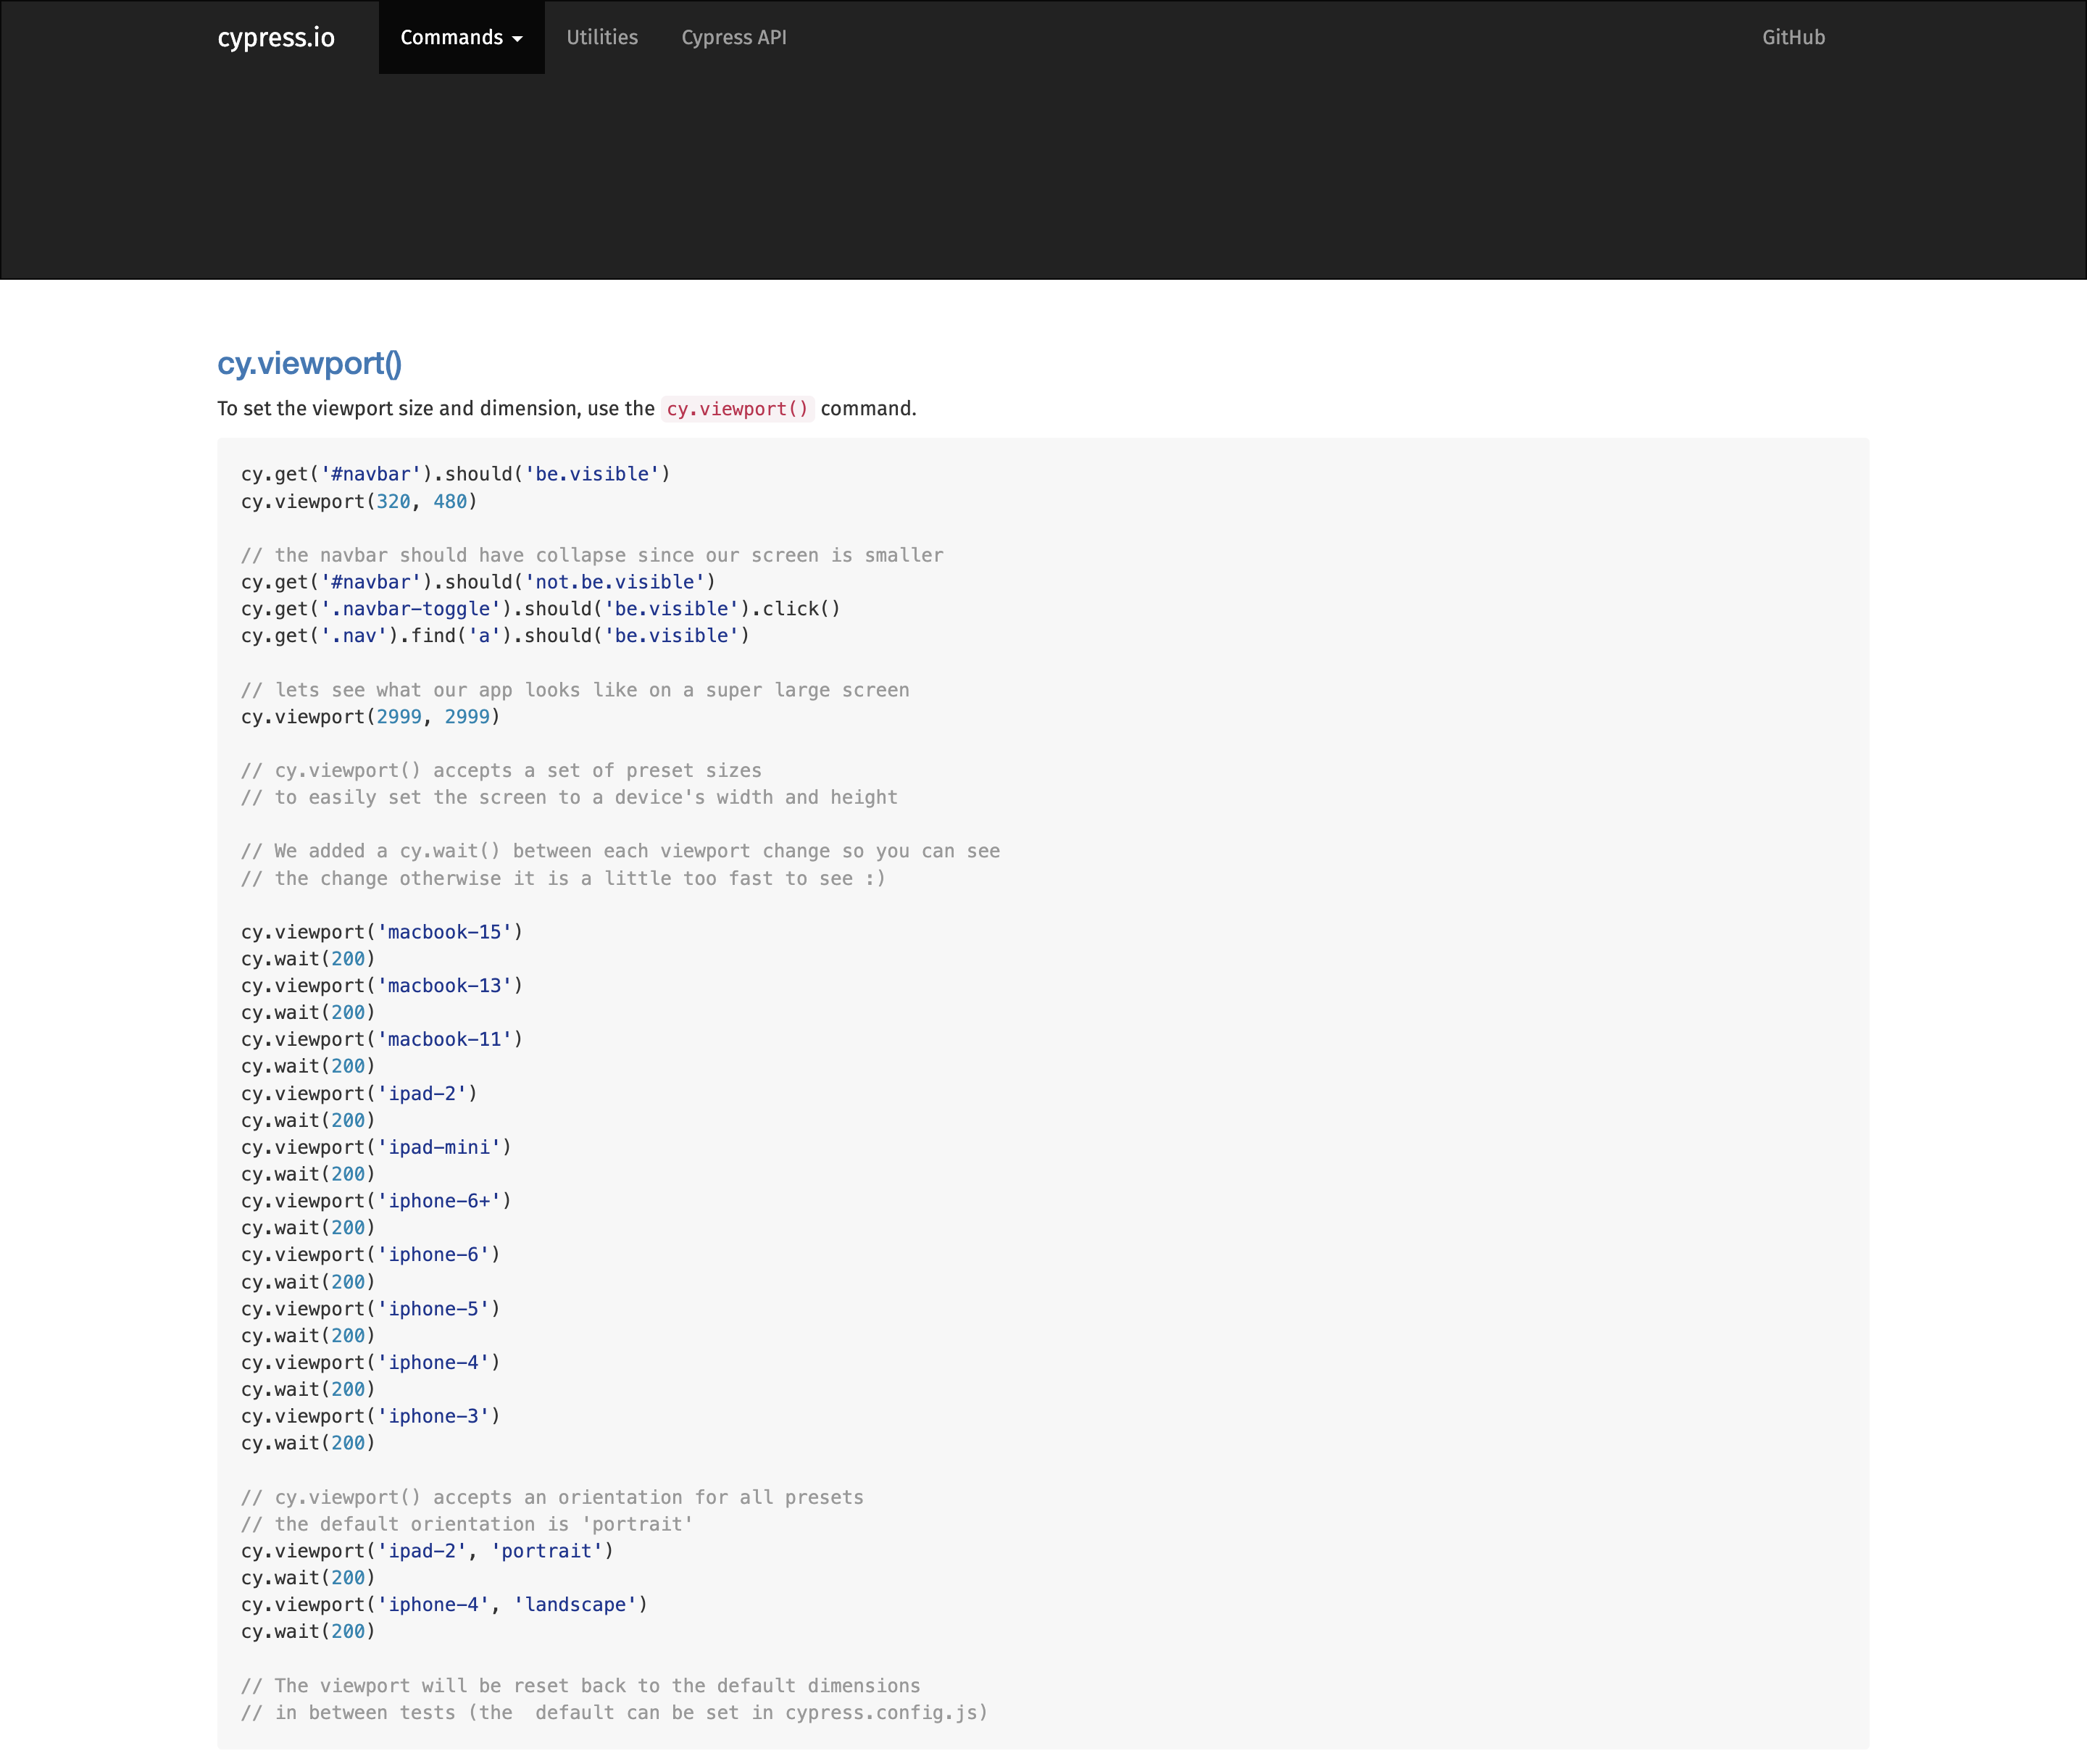 cypress.io Commands Utilities Cypress API GitHub
cy.viewport()
To set the viewport size and dimension, use the cy.viewport() command.
cy.get('#navbar').should('be.visible')
cy.viewport(320, 480)
// the navbar should have collapse since our screen is smaller
cy.get('#navbar').should('not.be.visible')
cy.get('.navbar-toggle').should('be.visible').click()
cy.get('.nav').find('a').should('be.visible')
// lets see what our app looks like on a super large screen
cy.viewport(2999, 2999)
// cy.viewport() accepts a set of preset sizes
// to easily set the screen to a device's width and height
// We added a cy.wait() between each viewport change so you can see
// the change otherwise it is a little too fast to see :)
cy.viewport('macbook-15')
cy.wait(200)
cy.viewport('macbook-13')
cy.wait(200)
cy.viewport('macbook-11')
cy.wait(200)
cy.viewport('ipad-2')
cy.wait(200)
cy.viewport('ipad-mini')
cy.wait(200)
cy.viewport('iphone-6+')
cy.wait(200)
cy.viewport('iphone-6')
cy.wait(200)
cy.viewport('iphone-5')
cy.wait(200)
cy.viewport('iphone-4')
cy.wait(200)
cy.viewport('iphone-3')
cy.wait(200)
// cy.viewport() accepts an orientation for all presets
// the default orientation is 'portrait'
cy.viewport('ipad-2', 'portrait')
cy.wait(200)
cy.viewport('iphone-4', 'landscape')
cy.wait(200)
// The viewport will be reset back to the default dimensions
// in between tests (the  default can be set in cypress.config.js)